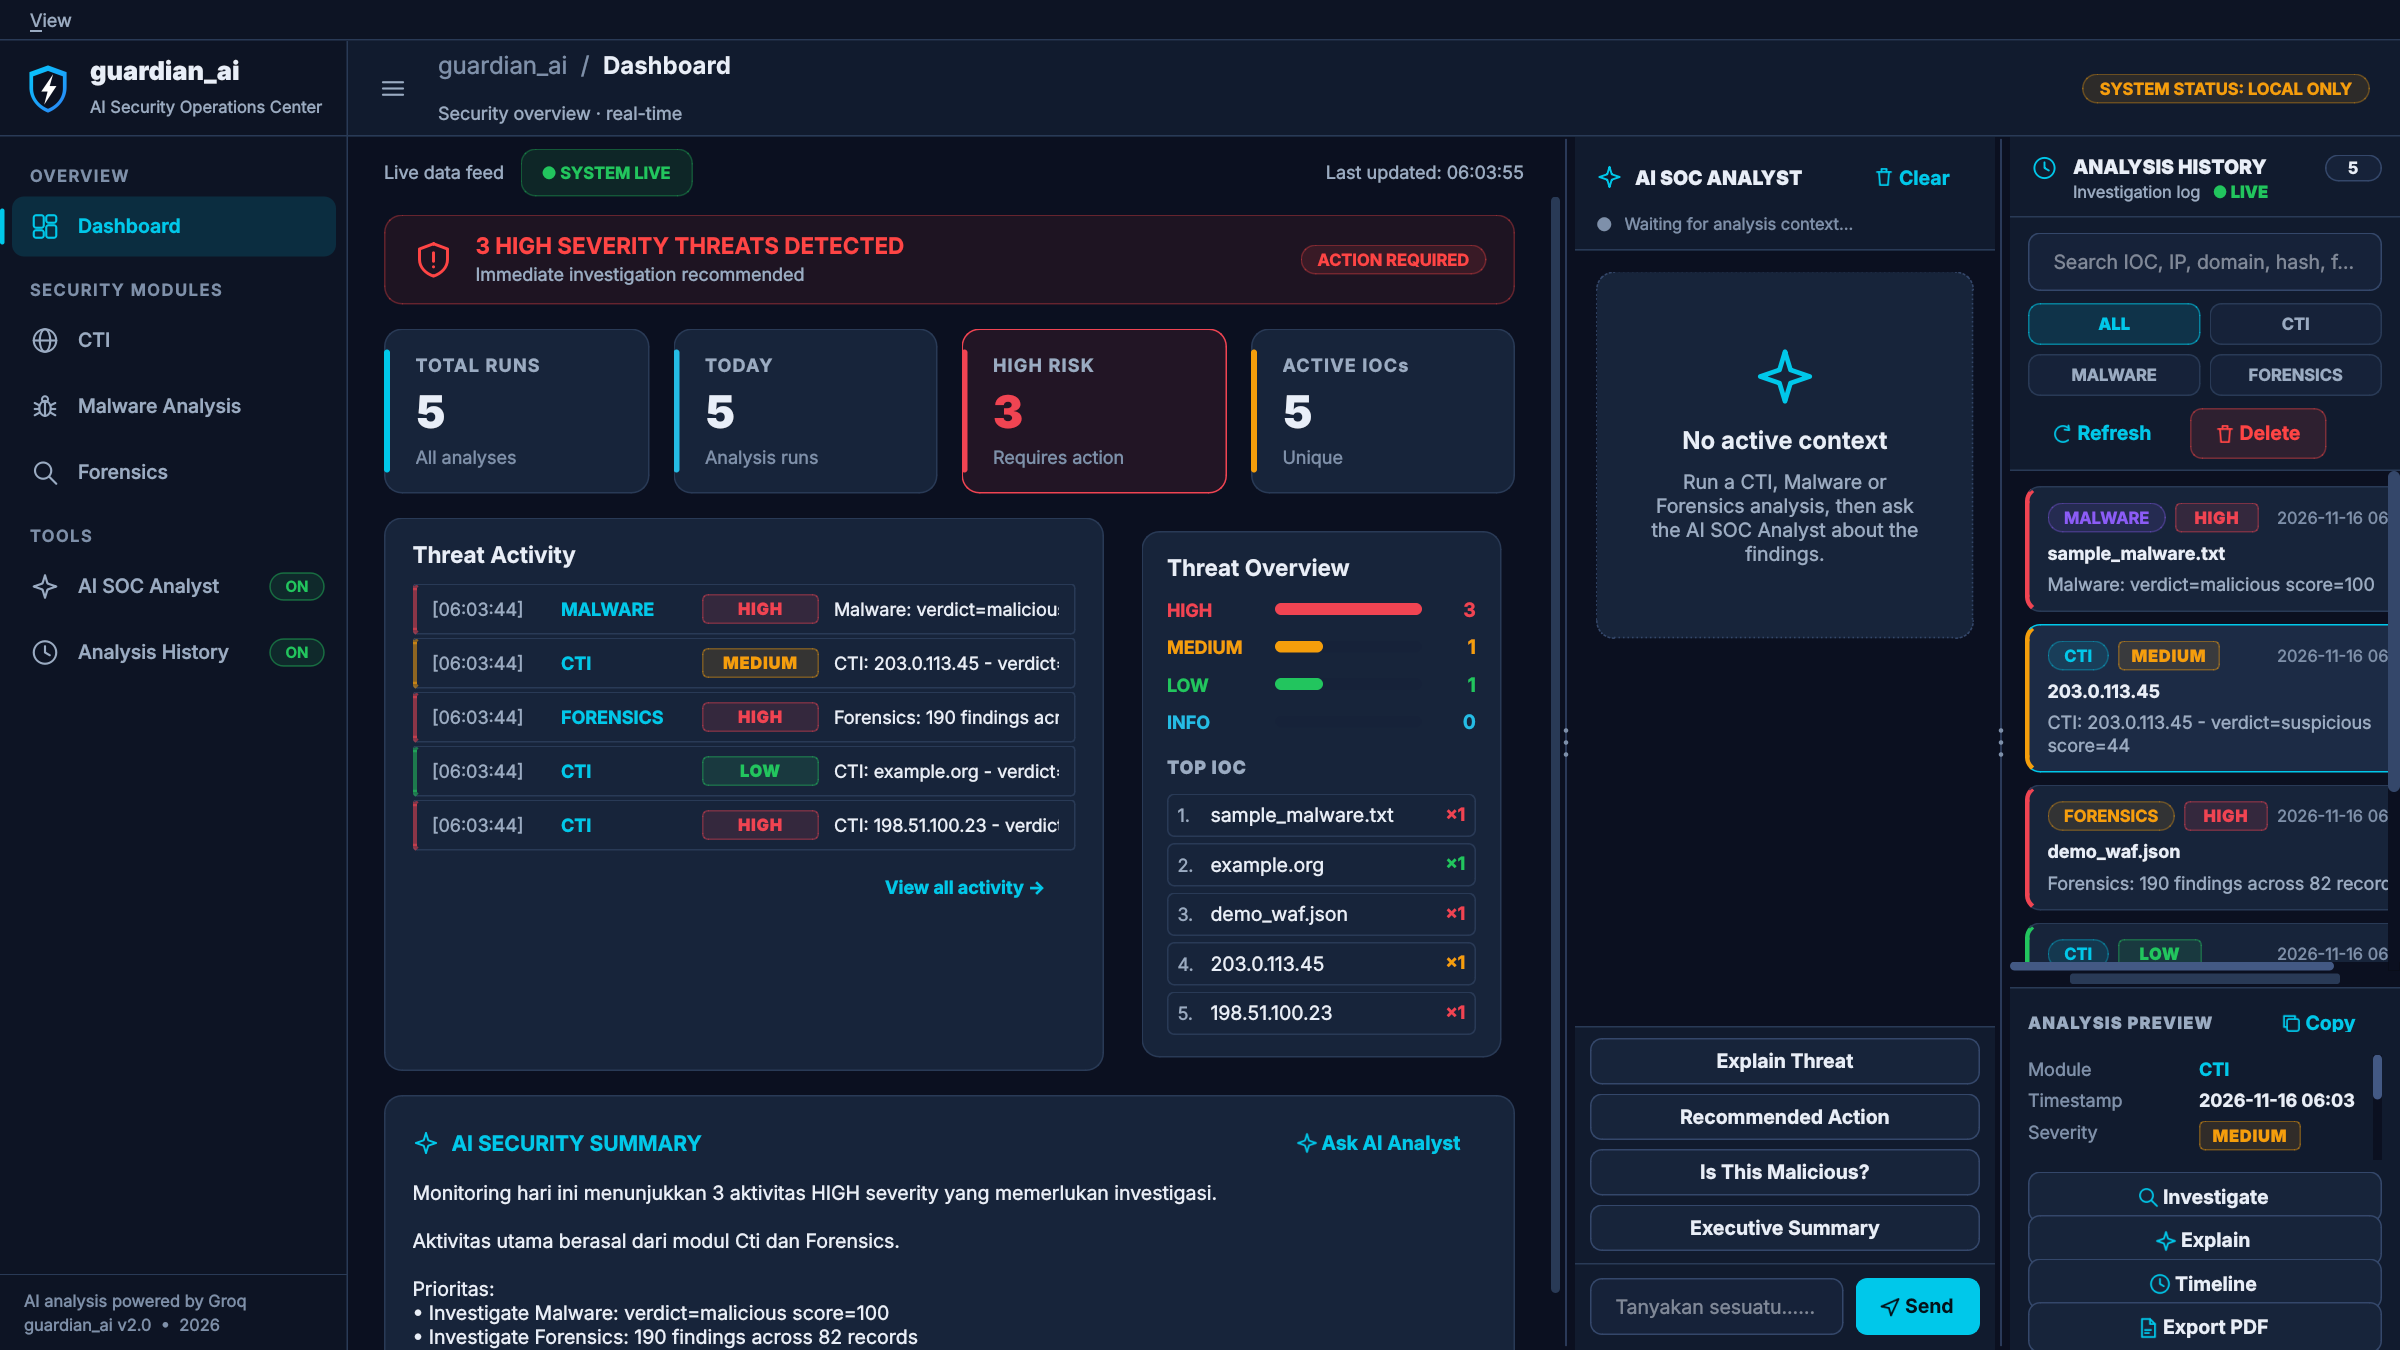 View
guardian_ai
AI Security Operations Center
guardian_ai / Dashboard
Security overview · real-time
SYSTEM STATUS: LOCAL ONLY
OVERVIEW
Dashboard
SECURITY MODULES
CTI
Malware Analysis
Forensics
TOOLS
AI SOC Analyst ON
Analysis History ON
AI analysis powered by Groq
guardian_ai v2.0 • 2026
Live data feed SYSTEM LIVE Last updated: 06:03:55
3 HIGH SEVERITY THREATS DETECTED
Immediate investigation recommended
ACTION REQUIRED
TOTAL RUNS
5
All analyses
TODAY
5
Analysis runs
HIGH RISK
3
Requires action
ACTIVE IOCs
5
Unique
Threat Activity
[06:03:44] MALWARE HIGH Malware: verdict=malicious
[06:03:44] CTI MEDIUM CTI: 203.0.113.45 - verdict=
[06:03:44] FORENSICS HIGH Forensics: 190 findings acr
[06:03:44] CTI LOW CTI: example.org - verdict=
[06:03:44] CTI HIGH CTI: 198.51.100.23 - verdict
View all activity →
Threat Overview
HIGH 3
MEDIUM 1
LOW 1
INFO 0
TOP IOC
1. sample_malware.txt ×1
2. example.org ×1
3. demo_waf.json ×1
4. 203.0.113.45 ×1
5. 198.51.100.23 ×1
AI SECURITY SUMMARY
Ask AI Analyst
Monitoring hari ini menunjukkan 3 aktivitas HIGH severity yang memerlukan investigasi.
Aktivitas utama berasal dari modul Cti dan Forensics.
Prioritas:
• Investigate Malware: verdict=malicious score=100
• Investigate Forensics: 190 findings across 82 records
AI SOC ANALYST
Clear
Waiting for analysis context...
No active context
Run a CTI, Malware or
Forensics analysis, then ask
the AI SOC Analyst about the
findings.
Explain Threat
Recommended Action
Is This Malicious?
Executive Summary
Tanyakan sesuatu......
Send
ANALYSIS HISTORY
5
Investigation log LIVE
Search IOC, IP, domain, hash, f...
ALL
CTI
MALWARE
FORENSICS
Refresh
Delete
MALWARE HIGH 2026-11-16 06
sample_malware.txt
Malware: verdict=malicious score=100
CTI MEDIUM 2026-11-16 06
203.0.113.45
CTI: 203.0.113.45 - verdict=suspicious
score=44
FORENSICS HIGH 2026-11-16 06
demo_waf.json
Forensics: 190 findings across 82 recorc
CTI LOW 2026-11-16 06
ANALYSIS PREVIEW
Copy
Module CTI
Timestamp 2026-11-16 06:03
Severity MEDIUM
Investigate
Explain
Timeline
Export PDF